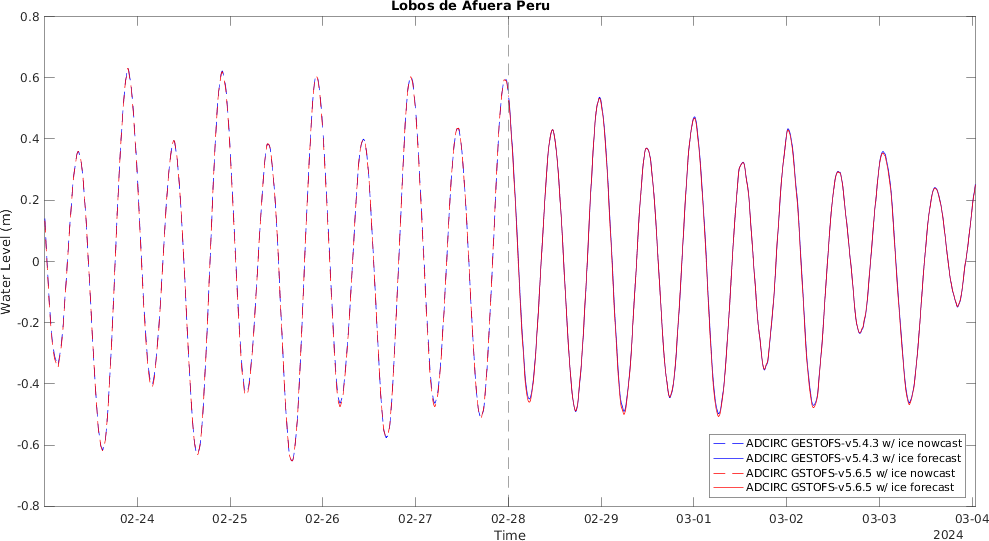 Lobos de Afuera Peru
0.8
0.6
0.4
0.2
0
-0.2
-0.4
-0.6
-0.8
Water Level (m)
02-24
02-25
02-26
02-27
02-28
02-29
03-01
03-02
03-03
03-04
Time
2024
ADCIRC GESTOFS-v5.4.3 w/ ice nowcast
ADCIRC GESTOFS-v5.4.3 w/ ice forecast
ADCIRC GSTOFS-v5.6.5 w/ ice nowcast
ADCIRC GSTOFS-v5.6.5 w/ ice forecast